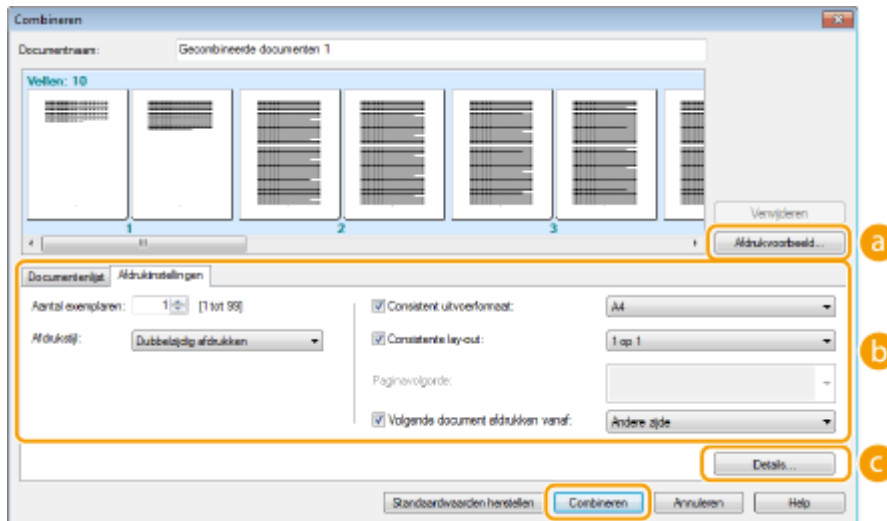 Combineren
Documentnaam: Gecombineerde documenten 1
Vellen: 10
1 2 3
Verwijderen
Afdrukvoorbeeld... a
Documentenlijst Afdrukinstellingen
Aantal exemplaren: 1 [1 tot 99] Consistent uitvoerformaat: A4
Afdrukstijl: Dubbelzijdig afdrukken Consistente lay-out: 1 op 1
b
Paginavolgorde:
Volgende document afdrukken vanaf: Andere zijde
Details... c
Standaardwaarden herstellen Combineren Annuleren Help